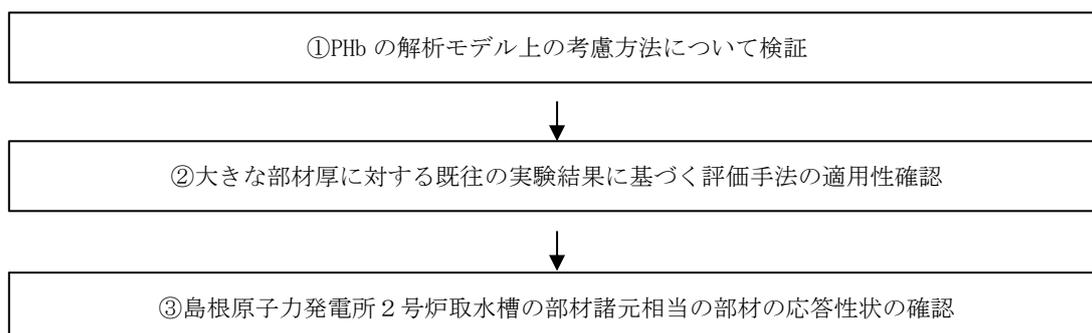 ①PHb の解析モデル上の考慮方法について検証
②大きな部材厚に対する既往の実験結果に基づく評価手法の適用性確認
③島根原子力発電所２号炉取水槽の部材諸元相当の部材の応答性状の確認